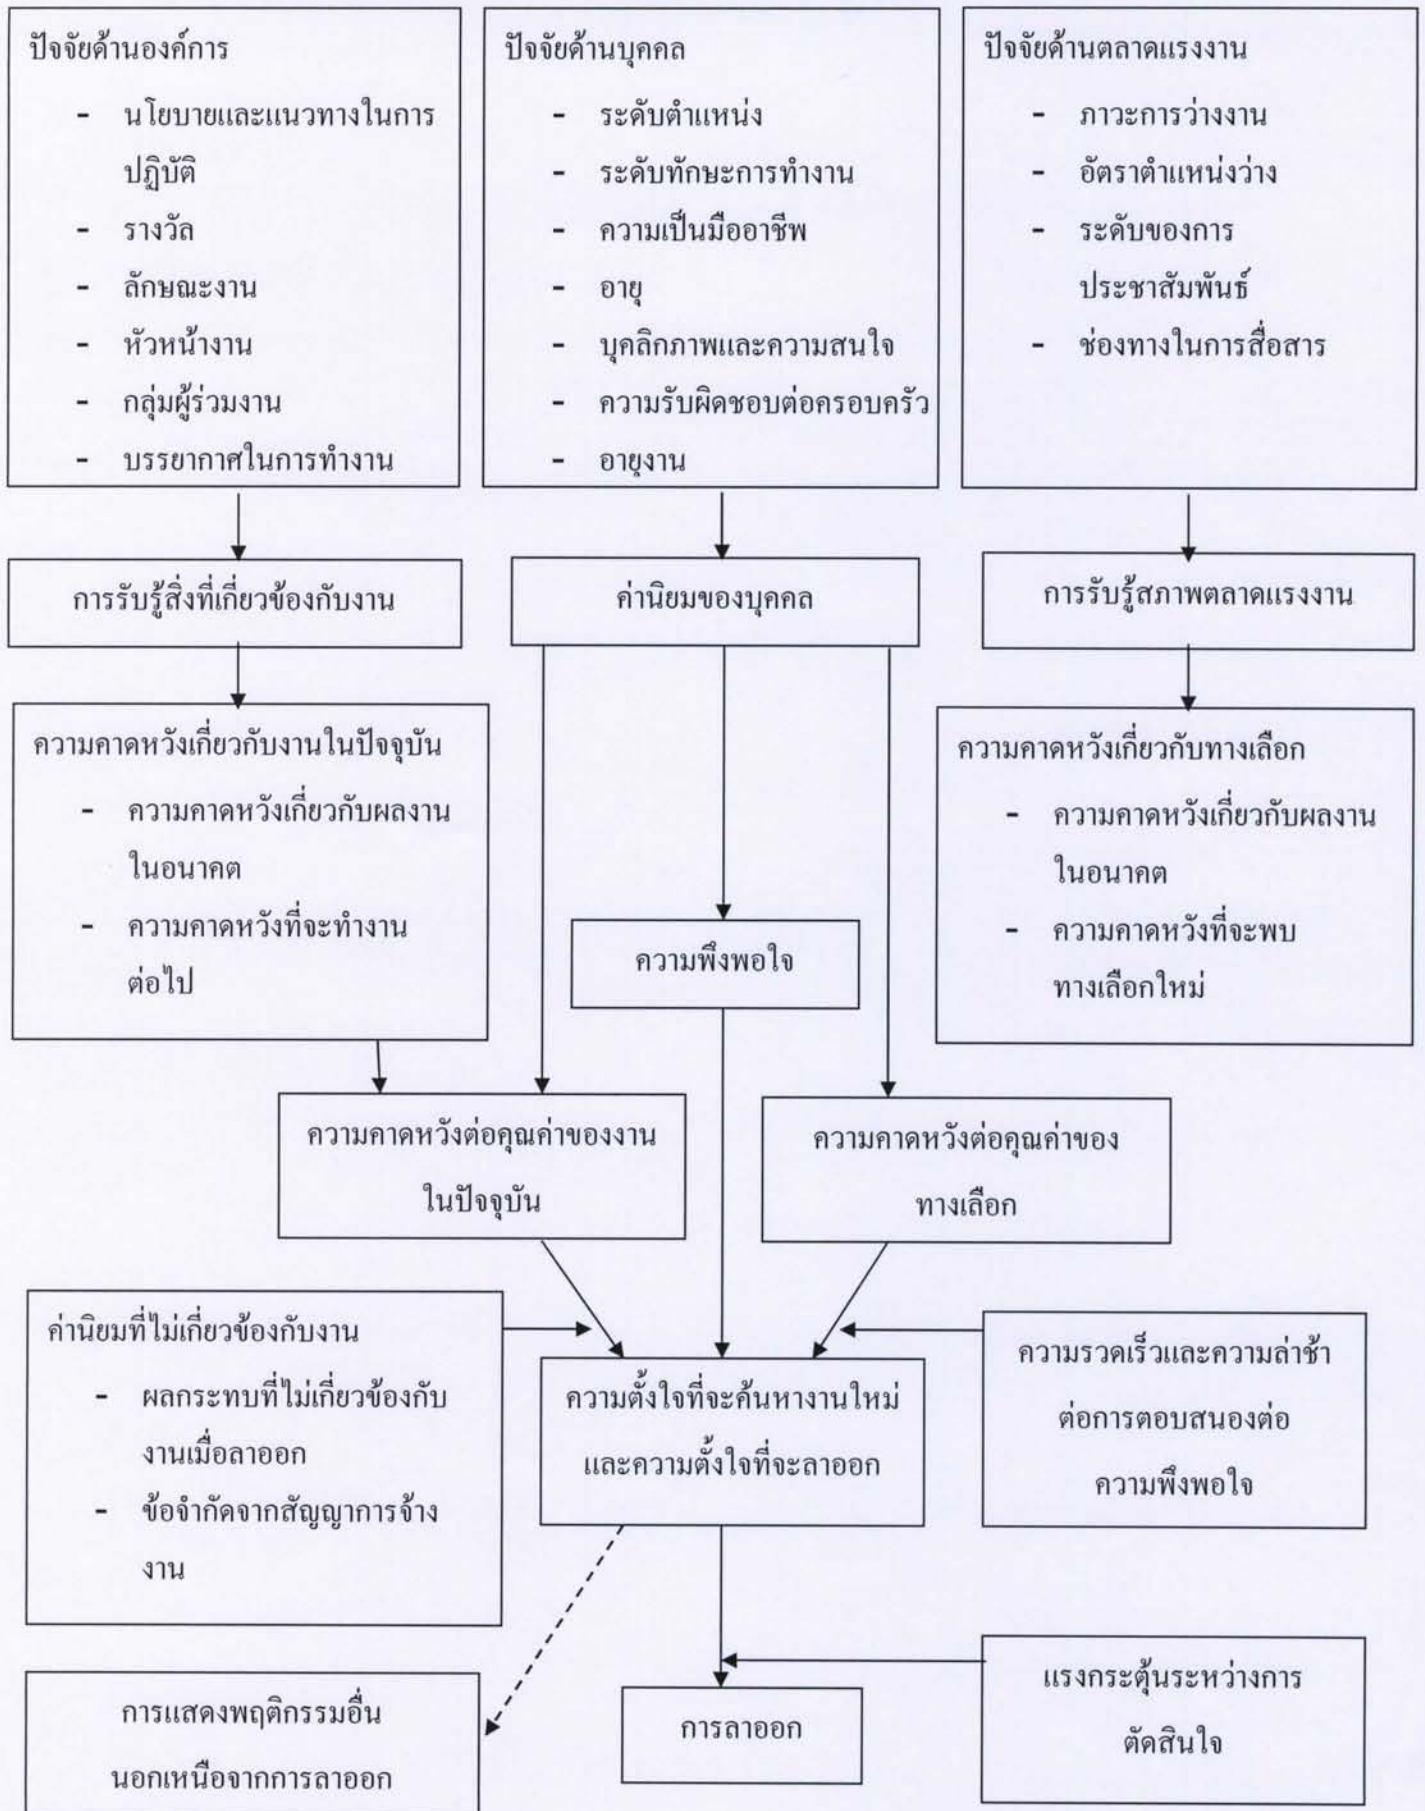 ปัจจัยด้านองค์การ
- นโยบายและแนวทางในการ
ปฏิบัติ
- รางวัล
- ลักษณะงาน
- หัวหน้างาน
- กลุ่มผู้ร่วมงาน
- บรรยากาศในการทำงาน
ปัจจัยด้านบุคคล
- ระดับตำแหน่ง
- ระดับทักษะการทำงาน
- ความเป็นมืออาชีพ
- อายุ
- บุคลิกภาพและความสนใจ
- ความรับผิดชอบต่อครอบครัว
- อายุงาน
ปัจจัยด้านตลาดแรงงาน
- ภาวะการว่างงาน
- อัตราตำแหน่งว่าง
- ระดับของการ
ประชาสัมพันธ์
- ช่องทางในการสื่อสาร
การรับรู้สิ่งที่เกี่ยวข้องกับงาน
ค่านิยมของบุคคล
การรับรู้สภาพตลาดแรงงาน
ความคาดหวังเกี่ยวกับงานในปัจจุบัน
- ความคาดหวังเกี่ยวกับผลงาน
ในอนาคต
- ความคาดหวังที่จะทำงาน
ต่อไป
ความพึงพอใจ
ความคาดหวังเกี่ยวกับทางเลือก
- ความคาดหวังเกี่ยวกับผลงาน
ในอนาคต
- ความคาดหวังที่จะพบ
ทางเลือกใหม่
ความคาดหวังต่อคุณค่าของงาน
ในปัจจุบัน
ความคาดหวังต่อคุณค่าของ
ทางเลือก
ค่านิยมที่ไม่เกี่ยวข้องกับงาน
- ผลกระทบที่ไม่เกี่ยวข้องกับ
งานเมื่อลาออก
- ข้อจำกัดจากสัญญาการจ้าง
งาน
ความตั้งใจที่จะค้นหางานใหม่
และความตั้งใจที่จะลาออก
ความรวดเร็วและความล่าช้า
ต่อการตอบสนองต่อ
ความพึงพอใจ
การแสดงพฤติกรรมอื่น
นอกเหนือจากการลาออก
การลาออก
แรงกระตุ้นระหว่างการ
ตัดสินใจ